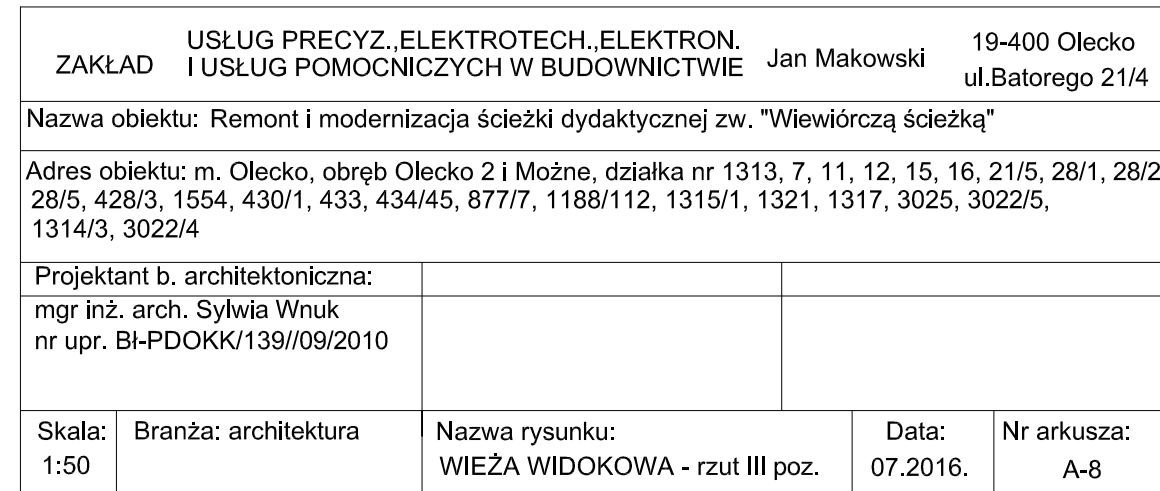 ZAKŁAD USŁUG PRECYZ.,ELEKTROTECH.,ELEKTRON.
I USŁUG POMOCNICZYCH W BUDOWNICTWIE
Jan Makowski
19-400 Olecko
ul.Batorego 21/4
Nazwa obiektu: Remont i modernizacja ścieżki dydaktycznej zw. "Wiewiórczą ścieżką"
Adres obiektu: m. Olecko, obręb Olecko 2 i Możne, działka nr 1313, 7, 11, 12, 15, 16, 21/5, 28/1, 28/2
28/5, 428/3, 1554, 430/1, 433, 434/45, 877/7, 1188/112, 1315/1, 1321, 1317, 3025, 3022/5,
1314/3, 3022/4
Projektant b. architektoniczna:
mgr inż. arch. Sylwia Wnuk
nr upr. Bł-PDOKK/139//09/2010
Skala:
1:50
Branża: architektura
Nazwa rysunku:
WIEŻA WIDOKOWA - rzut III poz.
Data:
07.2016.
Nr arkusza:
A-8